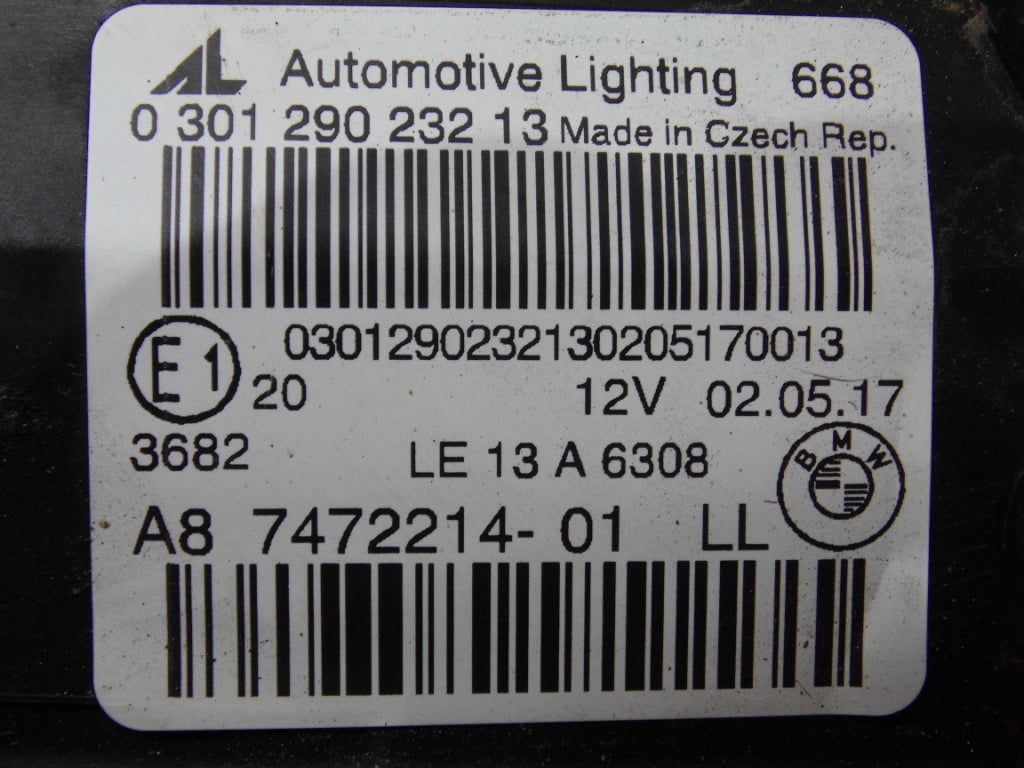 AL Automotive Lighting 668
0 301 290 232 13 Made in Czech Rep.
0301290232130205170013
E1 20 12V 02.05.17
3682 LE 13 A 6308
BMW
A8 7472214-01 LL